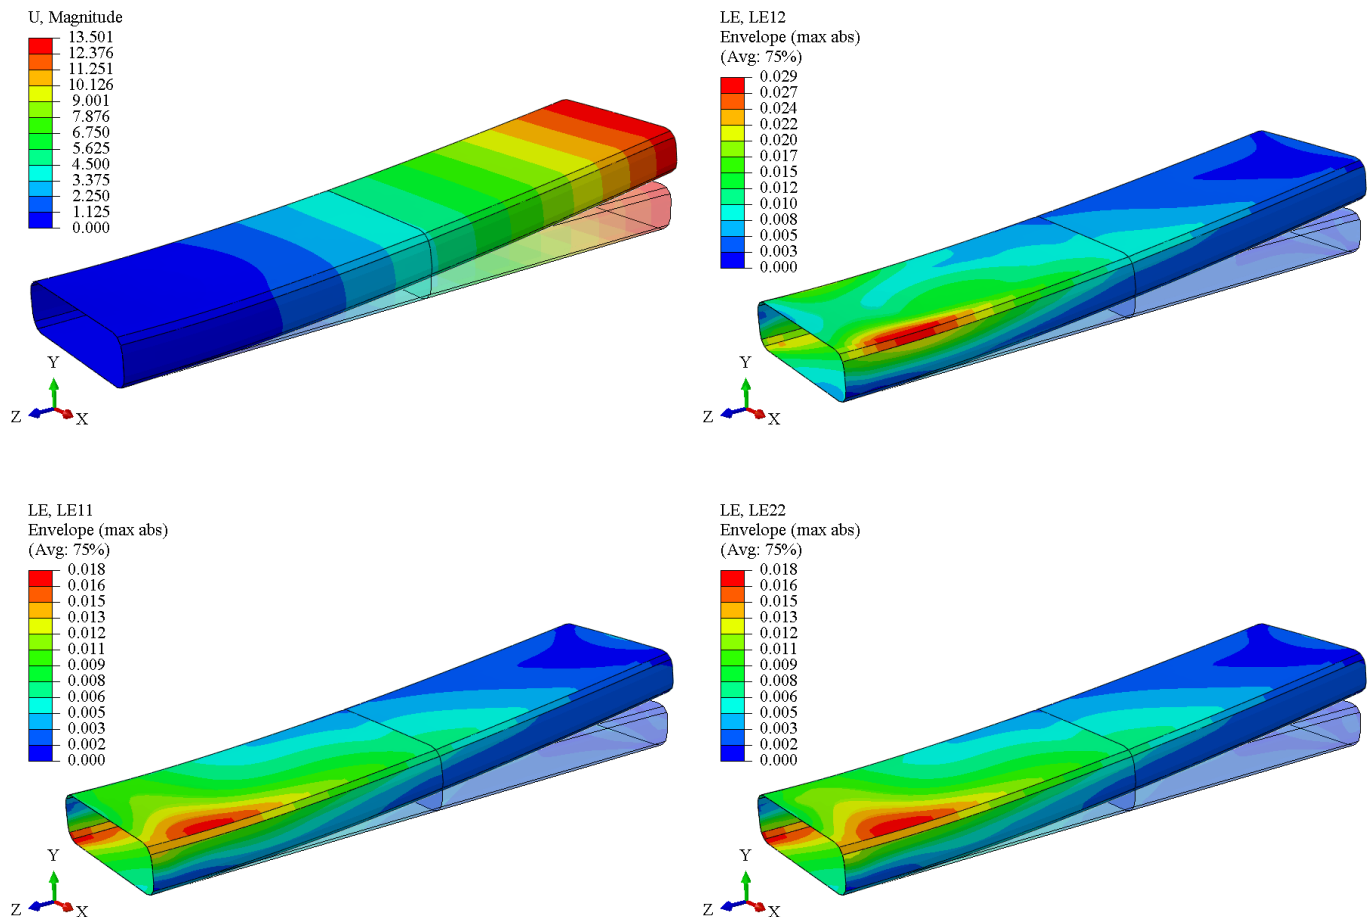 U, Magnitude
13.501
12.376
11.251
10.126
9.001
7.876
6.750
5.625
4.500
3.375
2.250
1.125
0.000
Y
Z
X
LE, LE12
Envelope (max abs)
(Avg: 75%)
0.029
0.027
0.024
0.022
0.020
0.017
0.015
0.012
0.010
0.008
0.005
0.003
0.000
Y
Z
X
LE, LE11
Envelope (max abs)
(Avg: 75%)
0.018
0.016
0.015
0.013
0.012
0.011
0.009
0.008
0.006
0.005
0.003
0.002
0.000
Y
Z
X
LE, LE22
Envelope (max abs)
(Avg: 75%)
0.018
0.016
0.015
0.013
0.012
0.011
0.009
0.008
0.006
0.005
0.003
0.002
0.000
Y
Z
X